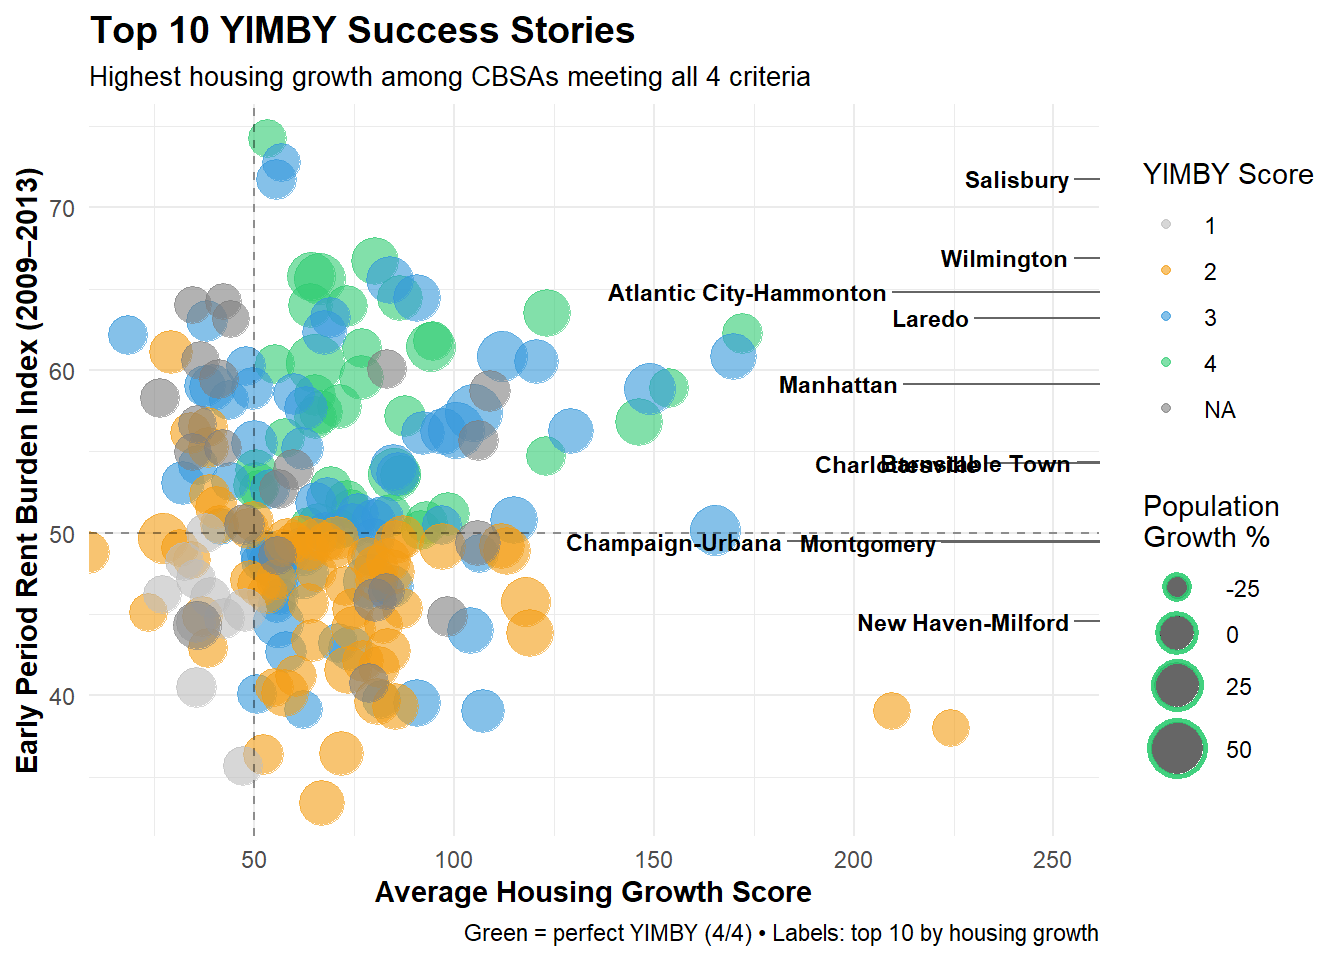 Top 10 YIMBY Success Stories
Highest housing growth among CBSAs meeting all 4 criteria
Early Period Rent Burden Index (2009–2013)
70
60
50
40
Salisbury
Wilmington
Atlantic City-Hammonton
Laredo
Manhattan
Charlottesville
Barnstable Town
Champaign-Urbana
Montgomery
New Haven-Milford
50
100
150
200
250
Average Housing Growth Score
Green = perfect YIMBY (4/4) • Labels: top 10 by housing growth
YIMBY Score
1
2
3
4
NA
Population
Growth %
-25
0
25
50